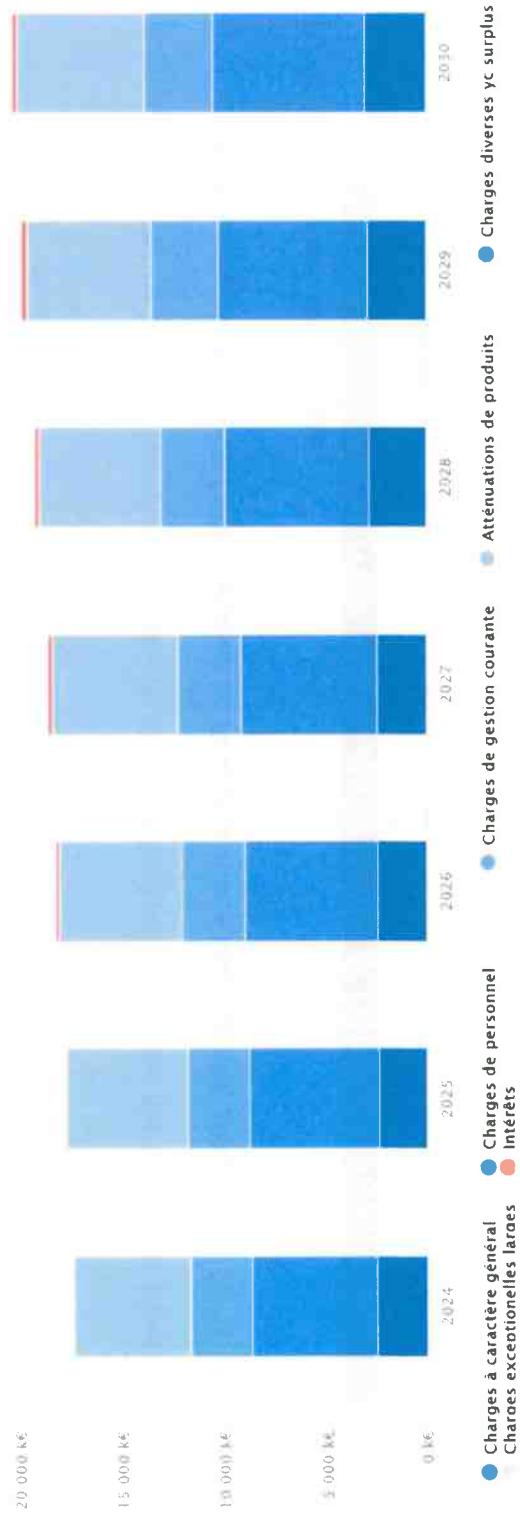 20 000 k€
15 000 k€
10 000 k€
5 000 k€
0 k€
2024
2025
2026
2027
2028
2029
2030
Charges à caractère général
Charges de personnel
Charges de gestion courante
Atténuations de produits
Charges diverses yc surplus
Charges exceptionelles larges
Intérêts